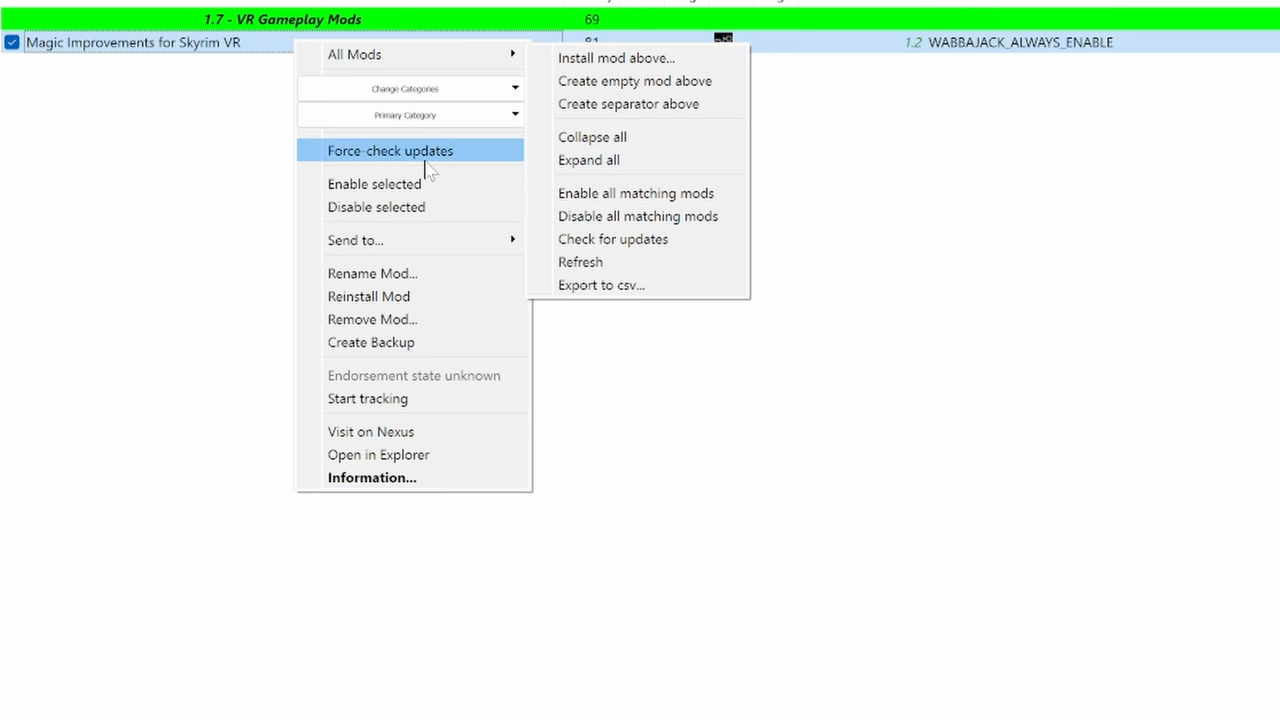 1.7 - VR Gameplay Mods 69
Magic Improvements for Skyrim VR 81 1.2 WABBAJACK_ALWAYS_ENABLE
All Mods
Change Categories
Primary Category
Force-check updates
Enable selected
Disable selected
Send to...
Rename Mod...
Reinstall Mod
Remove Mod...
Create Backup
Endorsement state unknown
Start tracking
Visit on Nexus
Open in Explorer
Information...
Install mod above...
Create empty mod above
Create separator above
Collapse all
Expand all
Enable all matching mods
Disable all matching mods
Check for updates
Refresh
Export to csv...